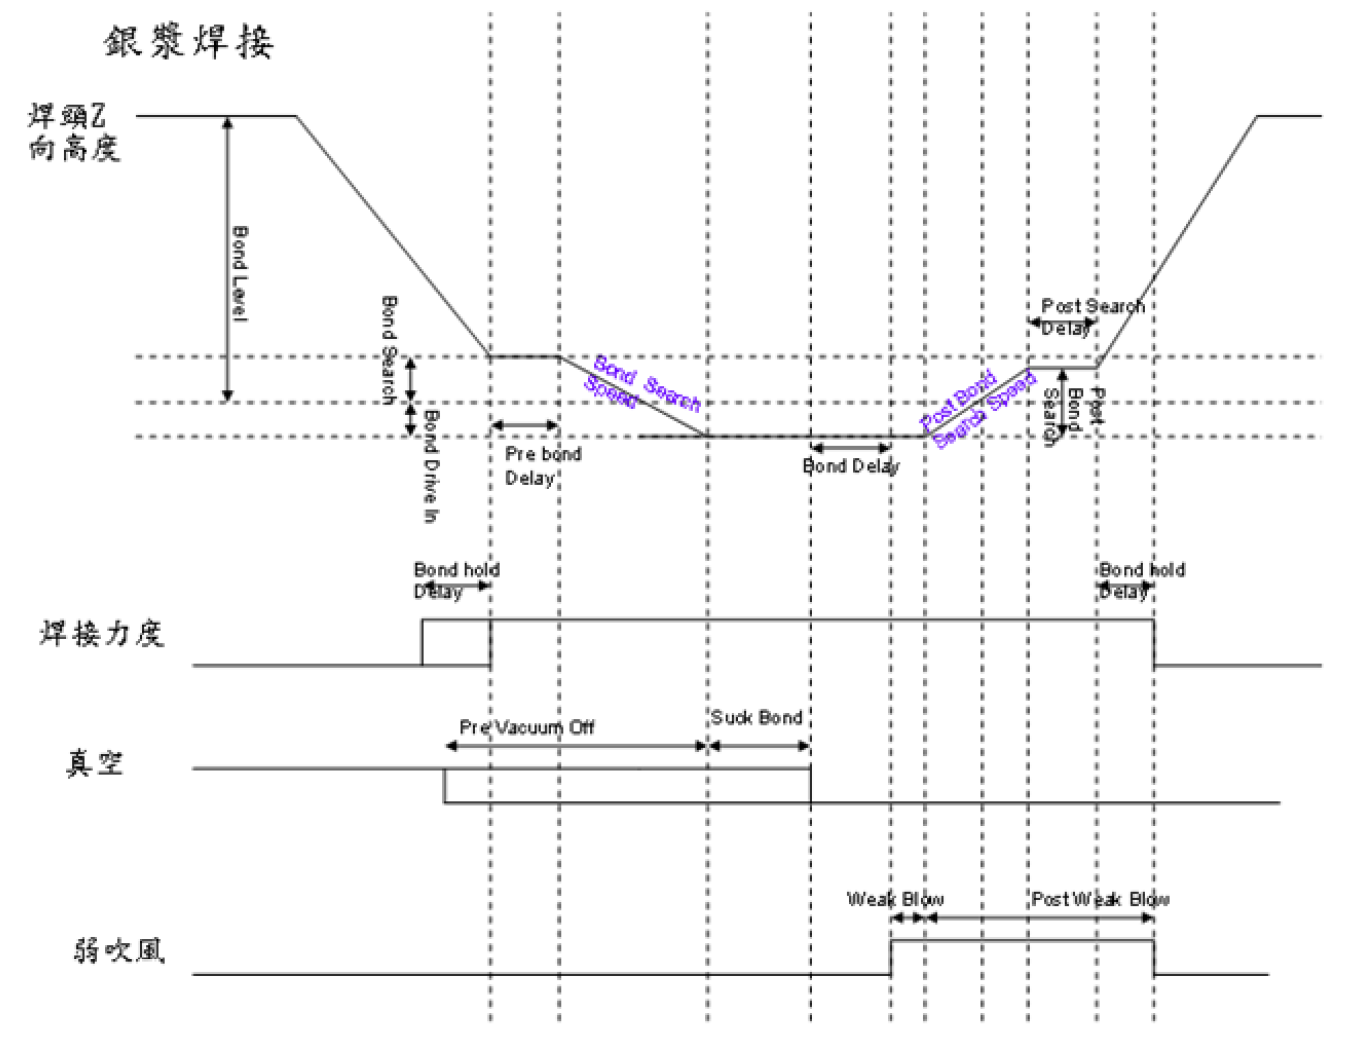 銀漿焊接
焊頭Z
向高度
Bond Level
Bond Search
Bond Drive In
Pre bond
Delay
Bond Search
Speed
Bond Delay
Post Bond
Search Speed
Post Search
Delay
Post
Bond
Search
Bond hold
Delay
Bond hold
Delay
焊接力度
Pre Vacuum Off
Suck Bond
真空
Weak Blow
Post Weak Blow
弱吹風